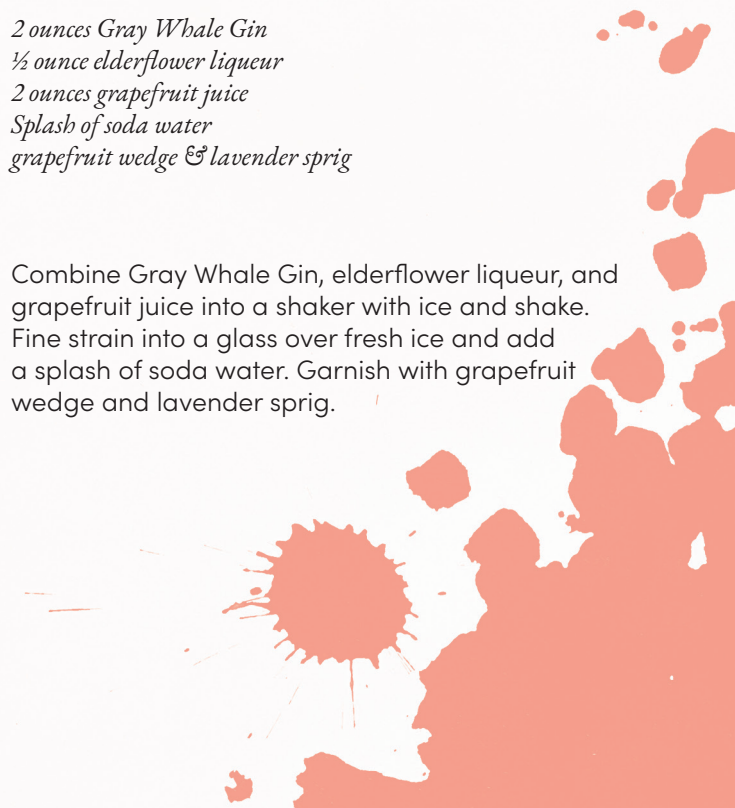 2 ounces Gray Whale Gin
½ ounce elderflower liqueur
2 ounces grapefruit juice
Splash of soda water
grapefruit wedge & lavender sprig
Combine Gray Whale Gin, elderflower liqueur, and
grapefruit juice into a shaker with ice and shake.
Fine strain into a glass over fresh ice and add
a splash of soda water. Garnish with grapefruit
wedge and lavender sprig.